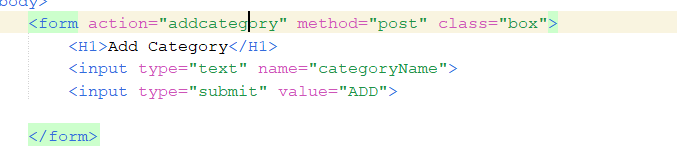 body>
<form action="addcategory" method="post" class="box">
<H1>Add Category</H1>
<input type="text" name="categoryName">
<input type="submit" value="ADD">
</form>